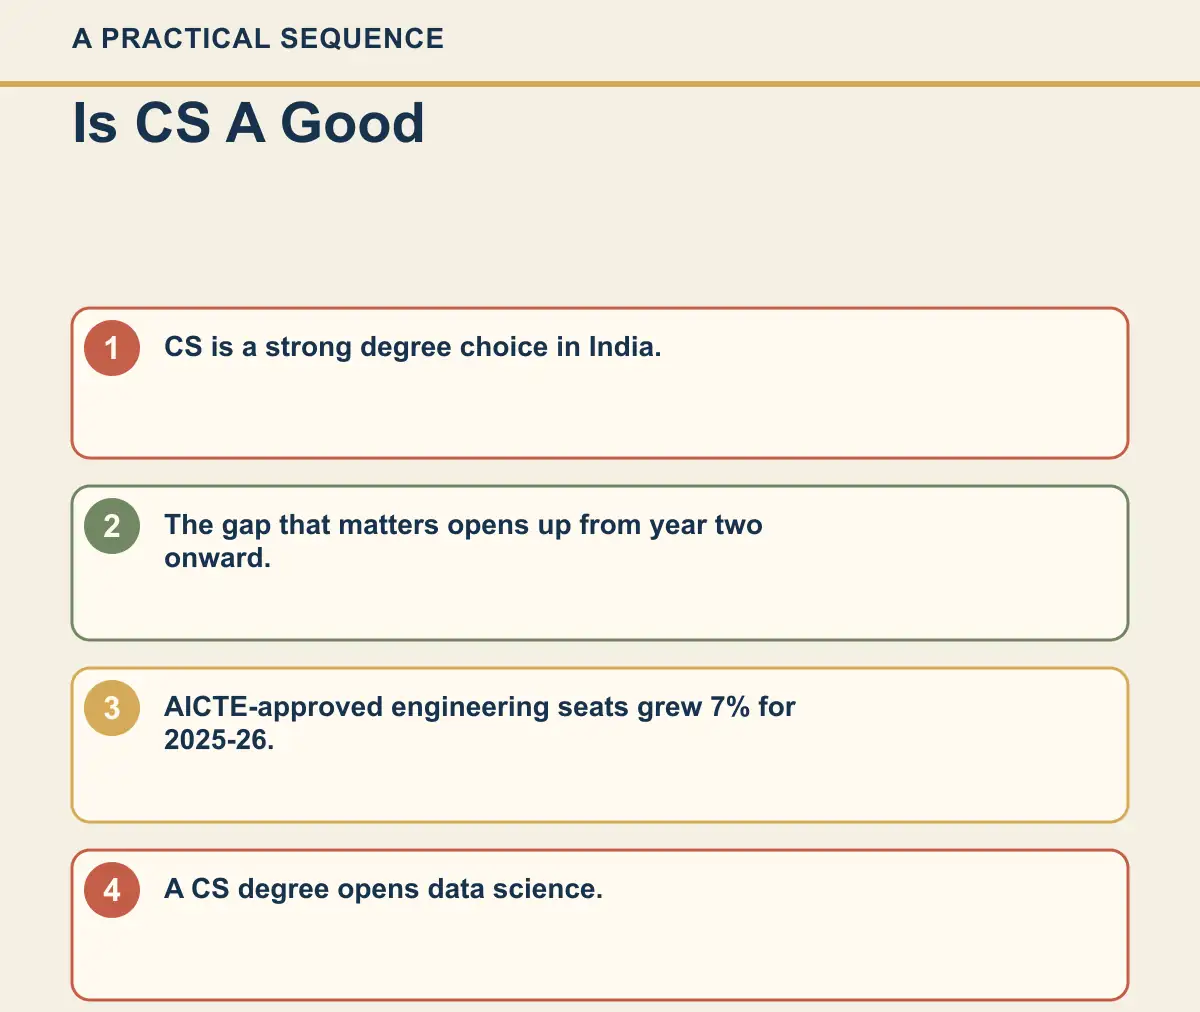 A PRACTICAL SEQUENCE
Is CS A Good
1
CS is a strong degree choice in India.
2
The gap that matters opens up from year two
onward.
3
AICTE-approved engineering seats grew 7% for
2025-26.
4
A CS degree opens data science.